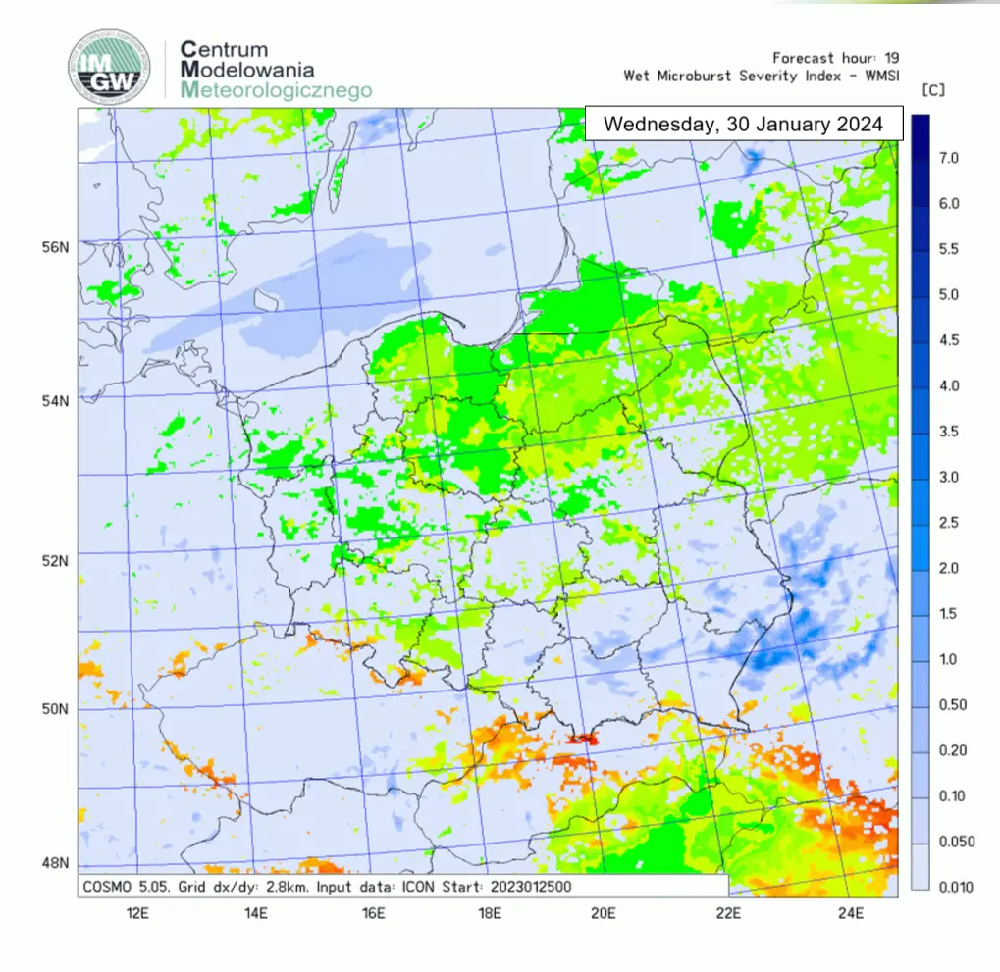 IMGW
Centrum
Modelowania
Meteorologicznego
Forecast hour: 19
Wet Microburst Severity Index - WMSI
[C]
Wednesday, 30 January 2024
7.0
6.0
5.5
5.0
4.5
4.0
3.5
3.0
2.5
2.0
1.5
1.0
0.50
0.20
0.10
0.050
0.010
56N
54N
52N
50N
48N
COSMO 5.05. Grid dx/dy: 2.8km. Input data: ICON Start: 2023012500
12E
14E
16E
18E
20E
22E
24E